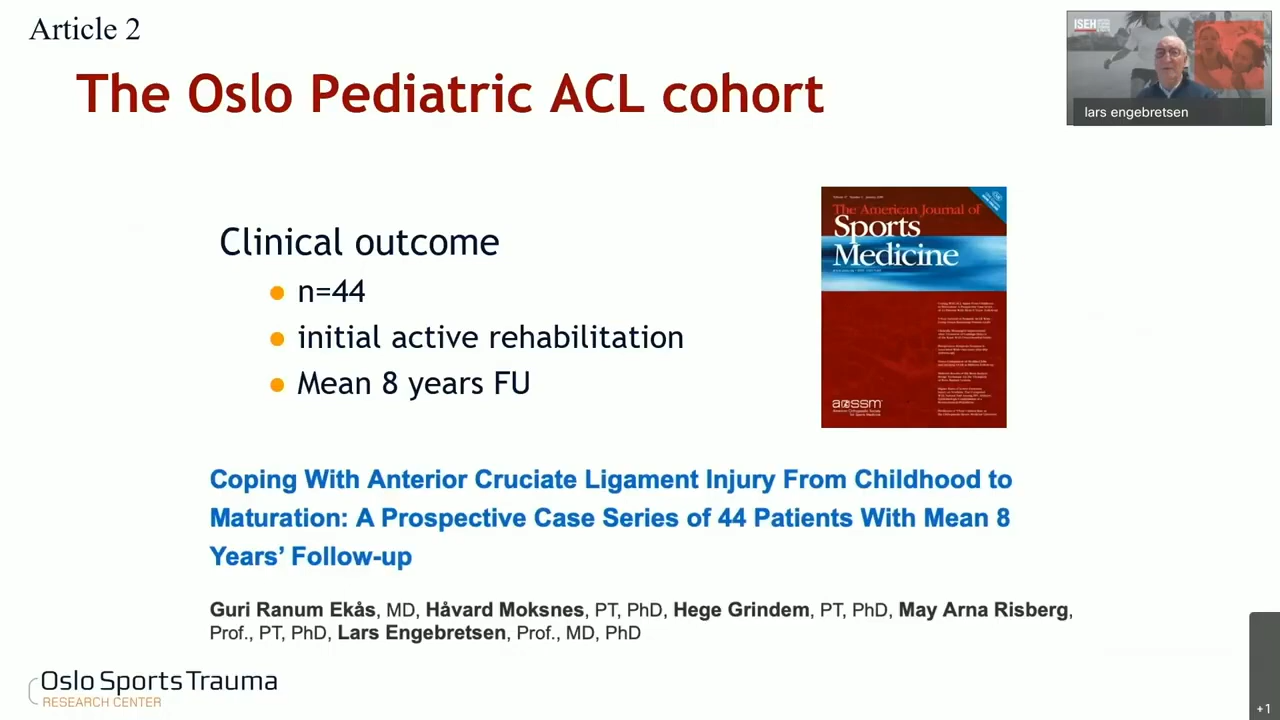 Article 2
The Oslo Pediatric ACL cohort
ISEH
lars engebretsen
Clinical outcome
n=44
initial active rehabilitation
Mean 8 years FU
The American Journal of
Sports
Medicine
Coping With Anterior Cruciate Ligament Injury From Childhood to
Maturation: A Prospective Case Series of 44 Patients With Mean 8
Years’ Follow-up
Guri Ranum Ekås, MD, Håvard Moksnes, PT, PhD, Hege Grindem, PT, PhD, May Arna Risberg,
Prof., PT, PhD, Lars Engebretsen, Prof., MD, PhD
Oslo Sports Trauma
RESEARCH CENTER
+1